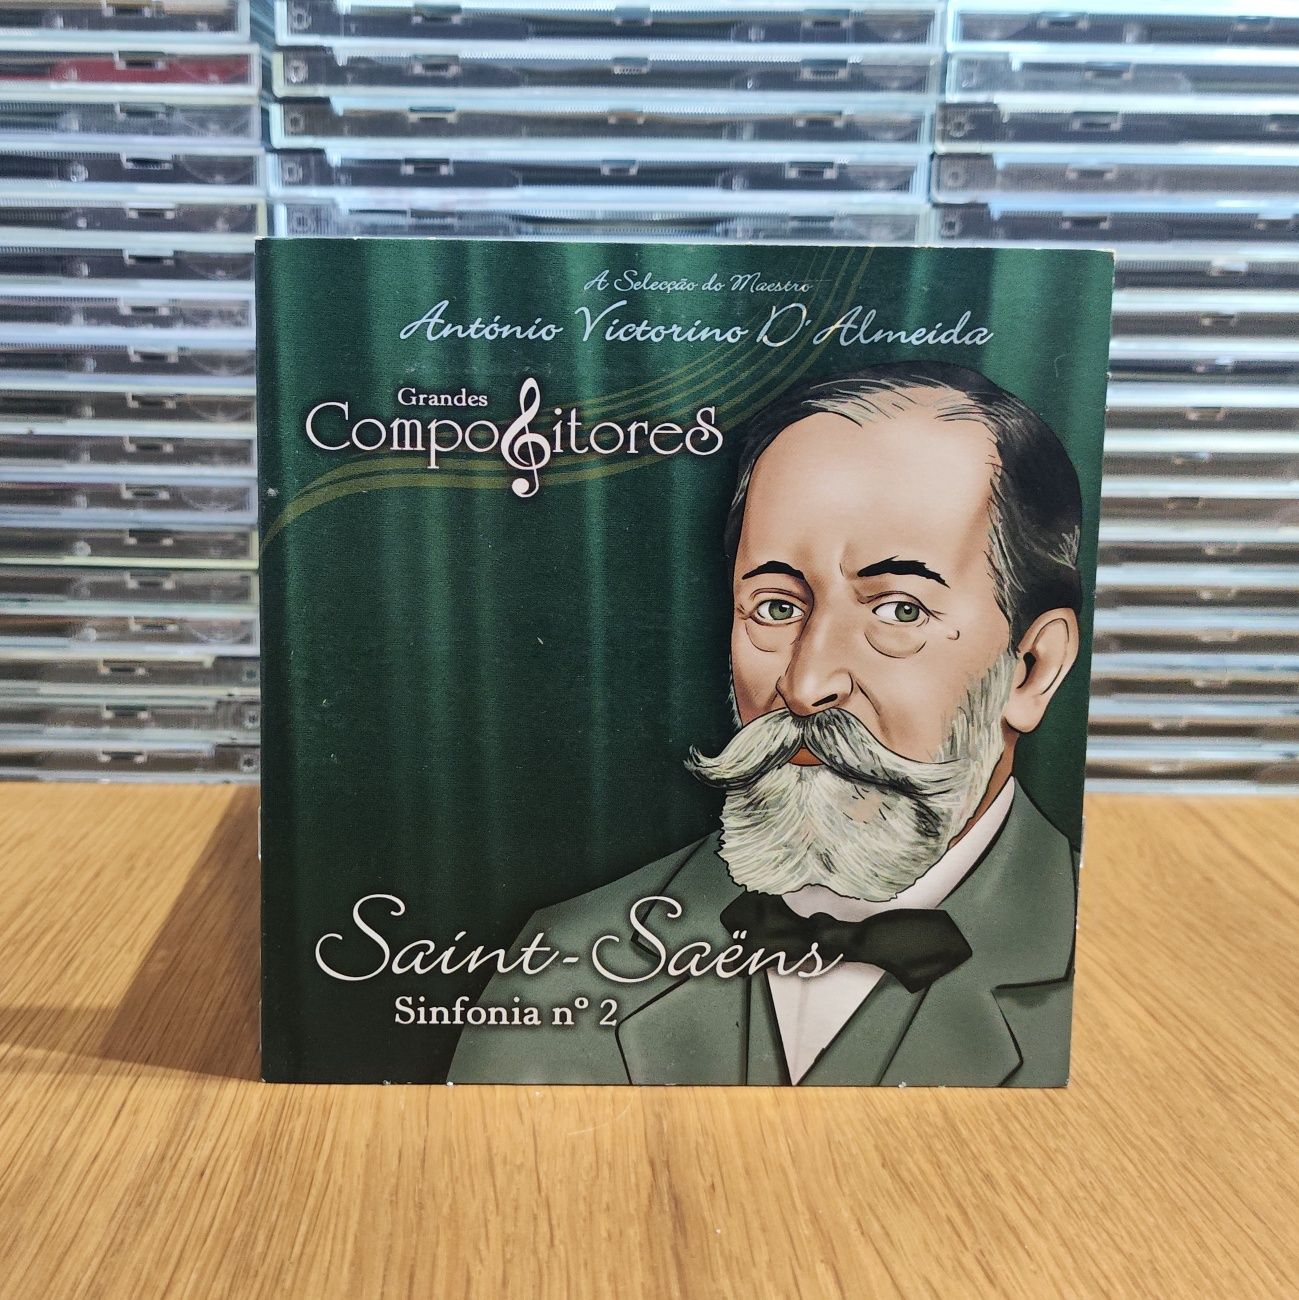 A Selecção do Maestro
António Victorino D'Almeida
Grandes
Compositores
Saint-Saëns
Sinfonia nº 2